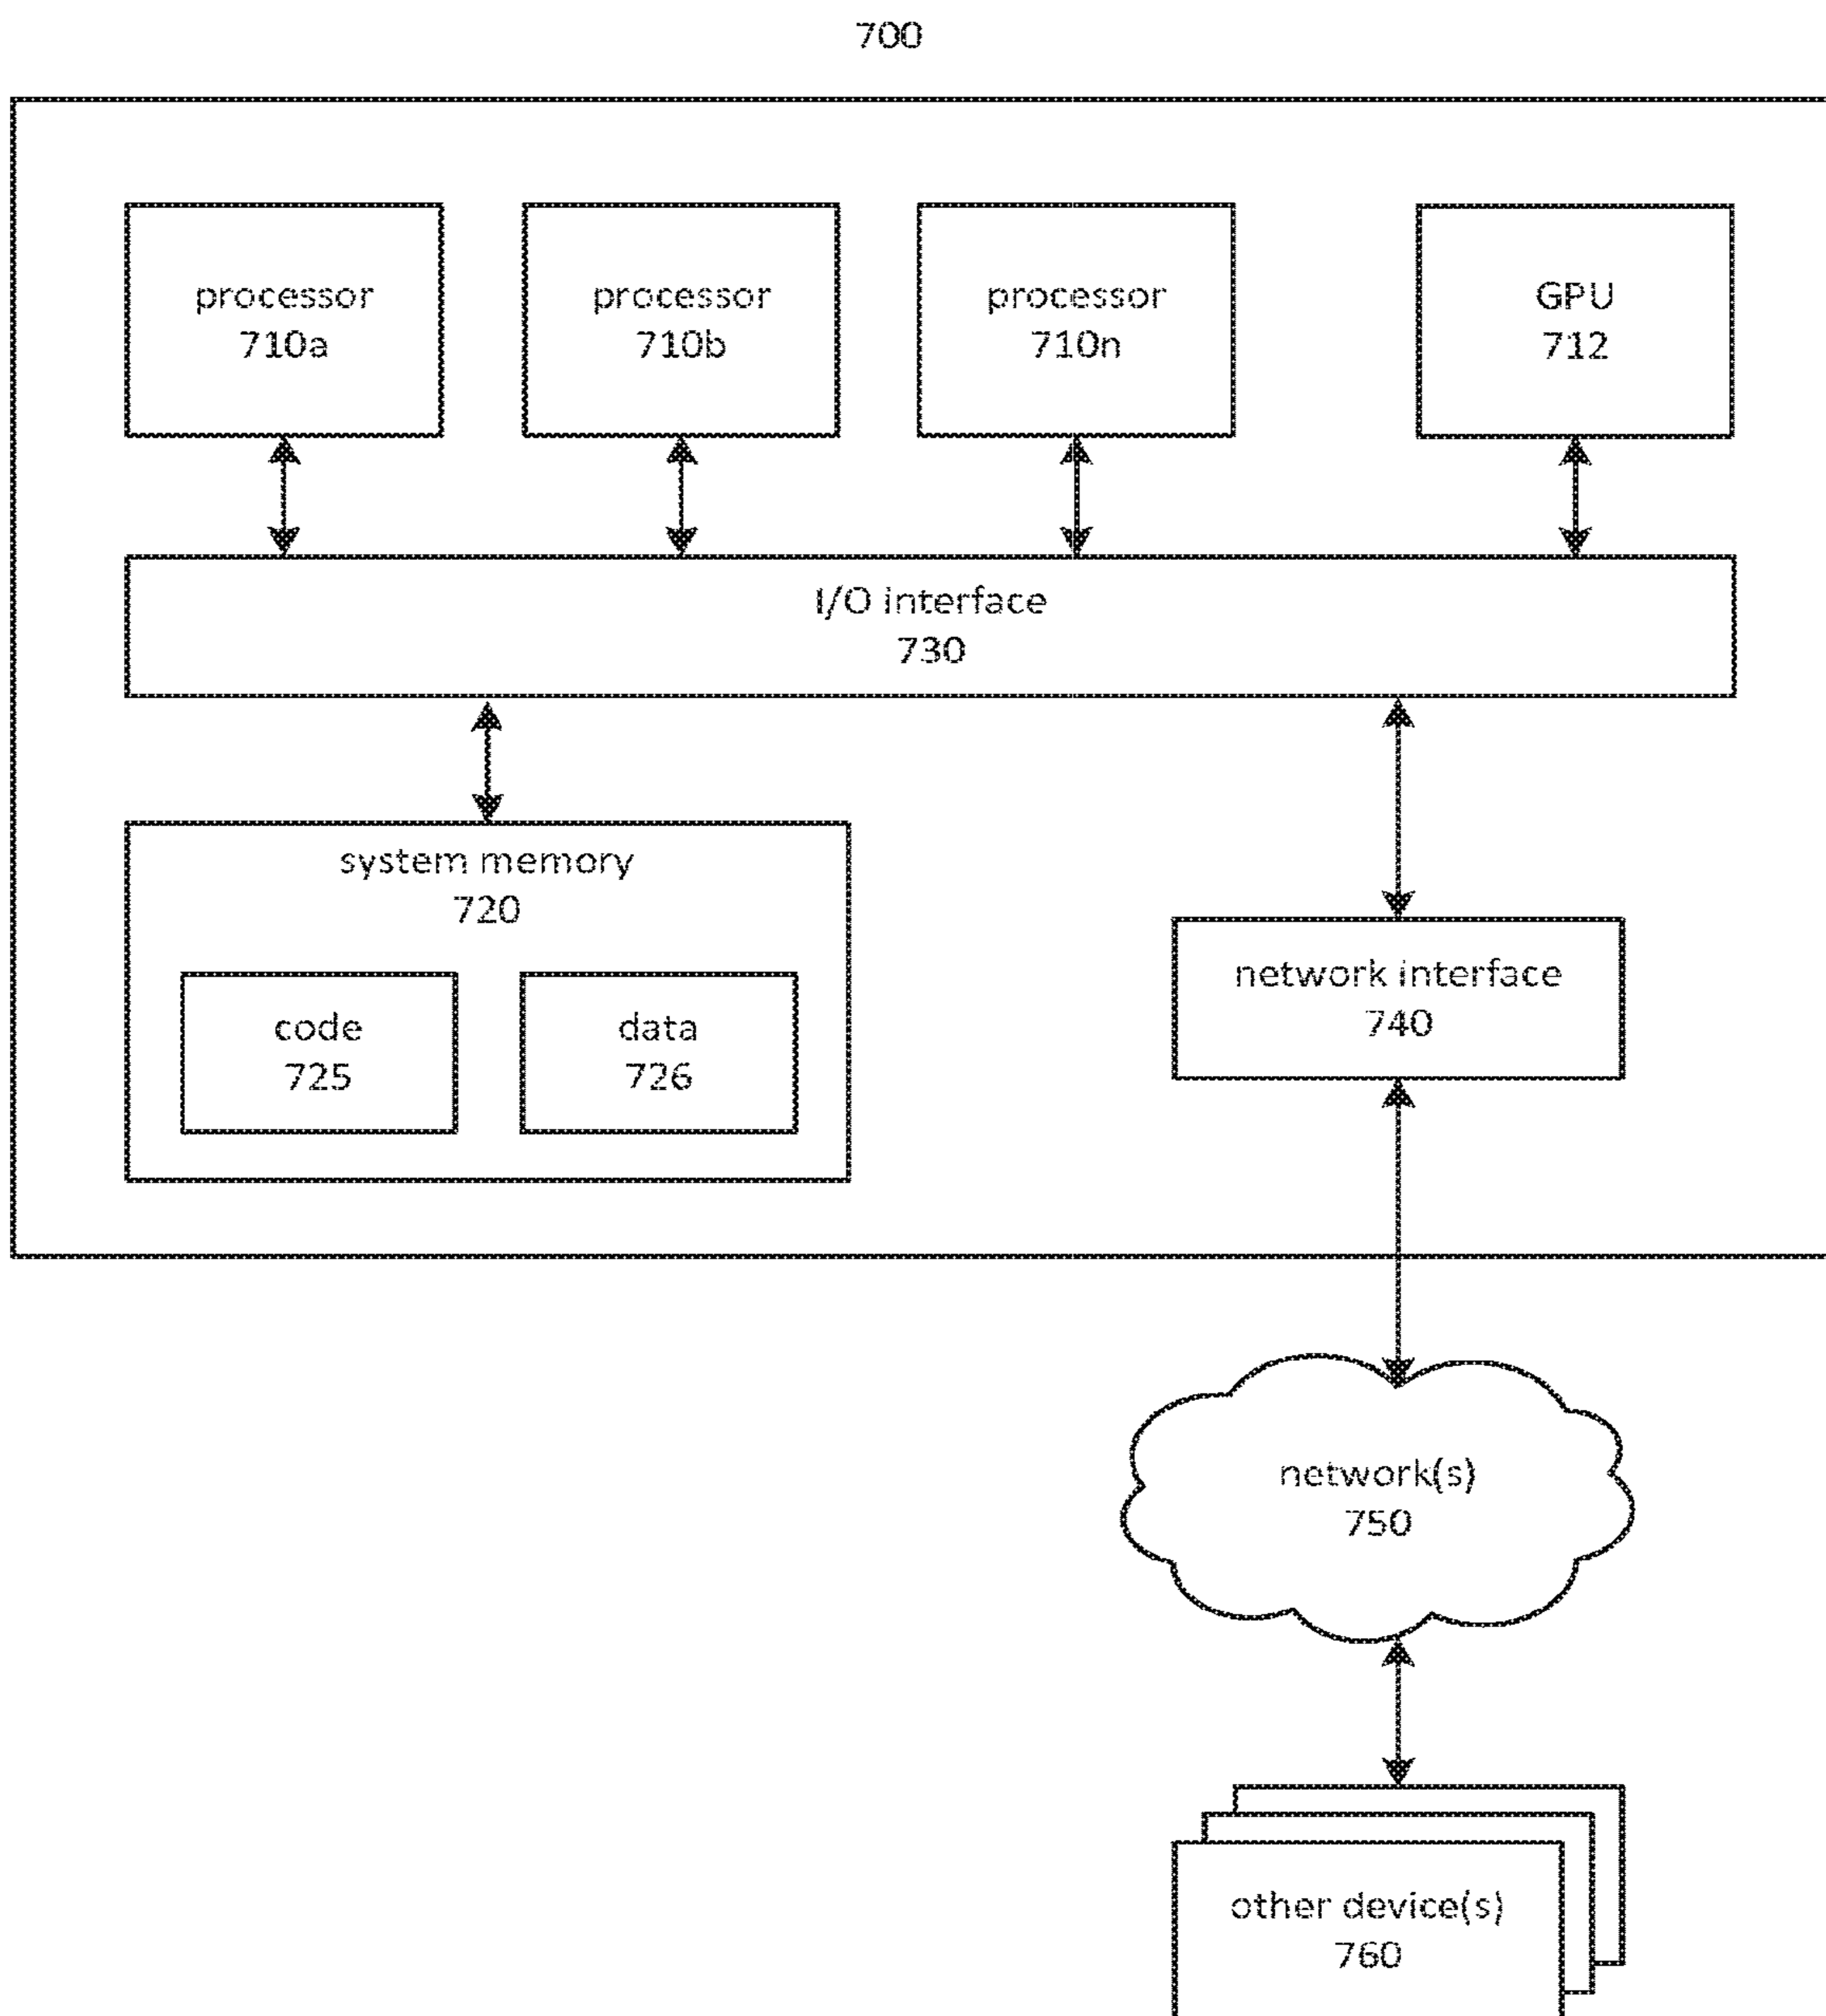 700
processor
710a
processor
710b
processor
710n
GPU
712
I/O interface
730
system memory
720
code
725
data
726
network interface
740
network(s)
750
other device(s)
760